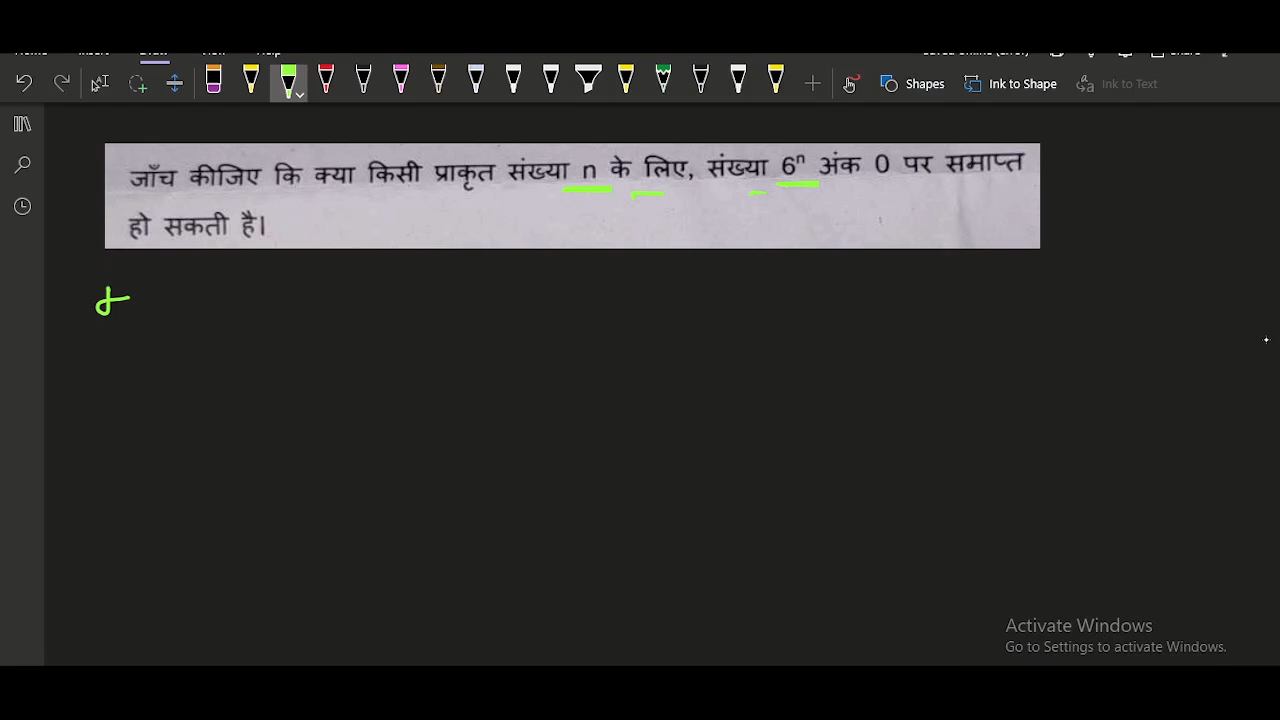 Shapes Ink to Shape Ink to Text
जाँच कीजिए कि क्या किसी प्राकृत संख्या n के लिए, संख्या 6ⁿ अंक 0 पर समाप्त
हो सकती है।
Activate Windows
Go to Settings to activate Windows.